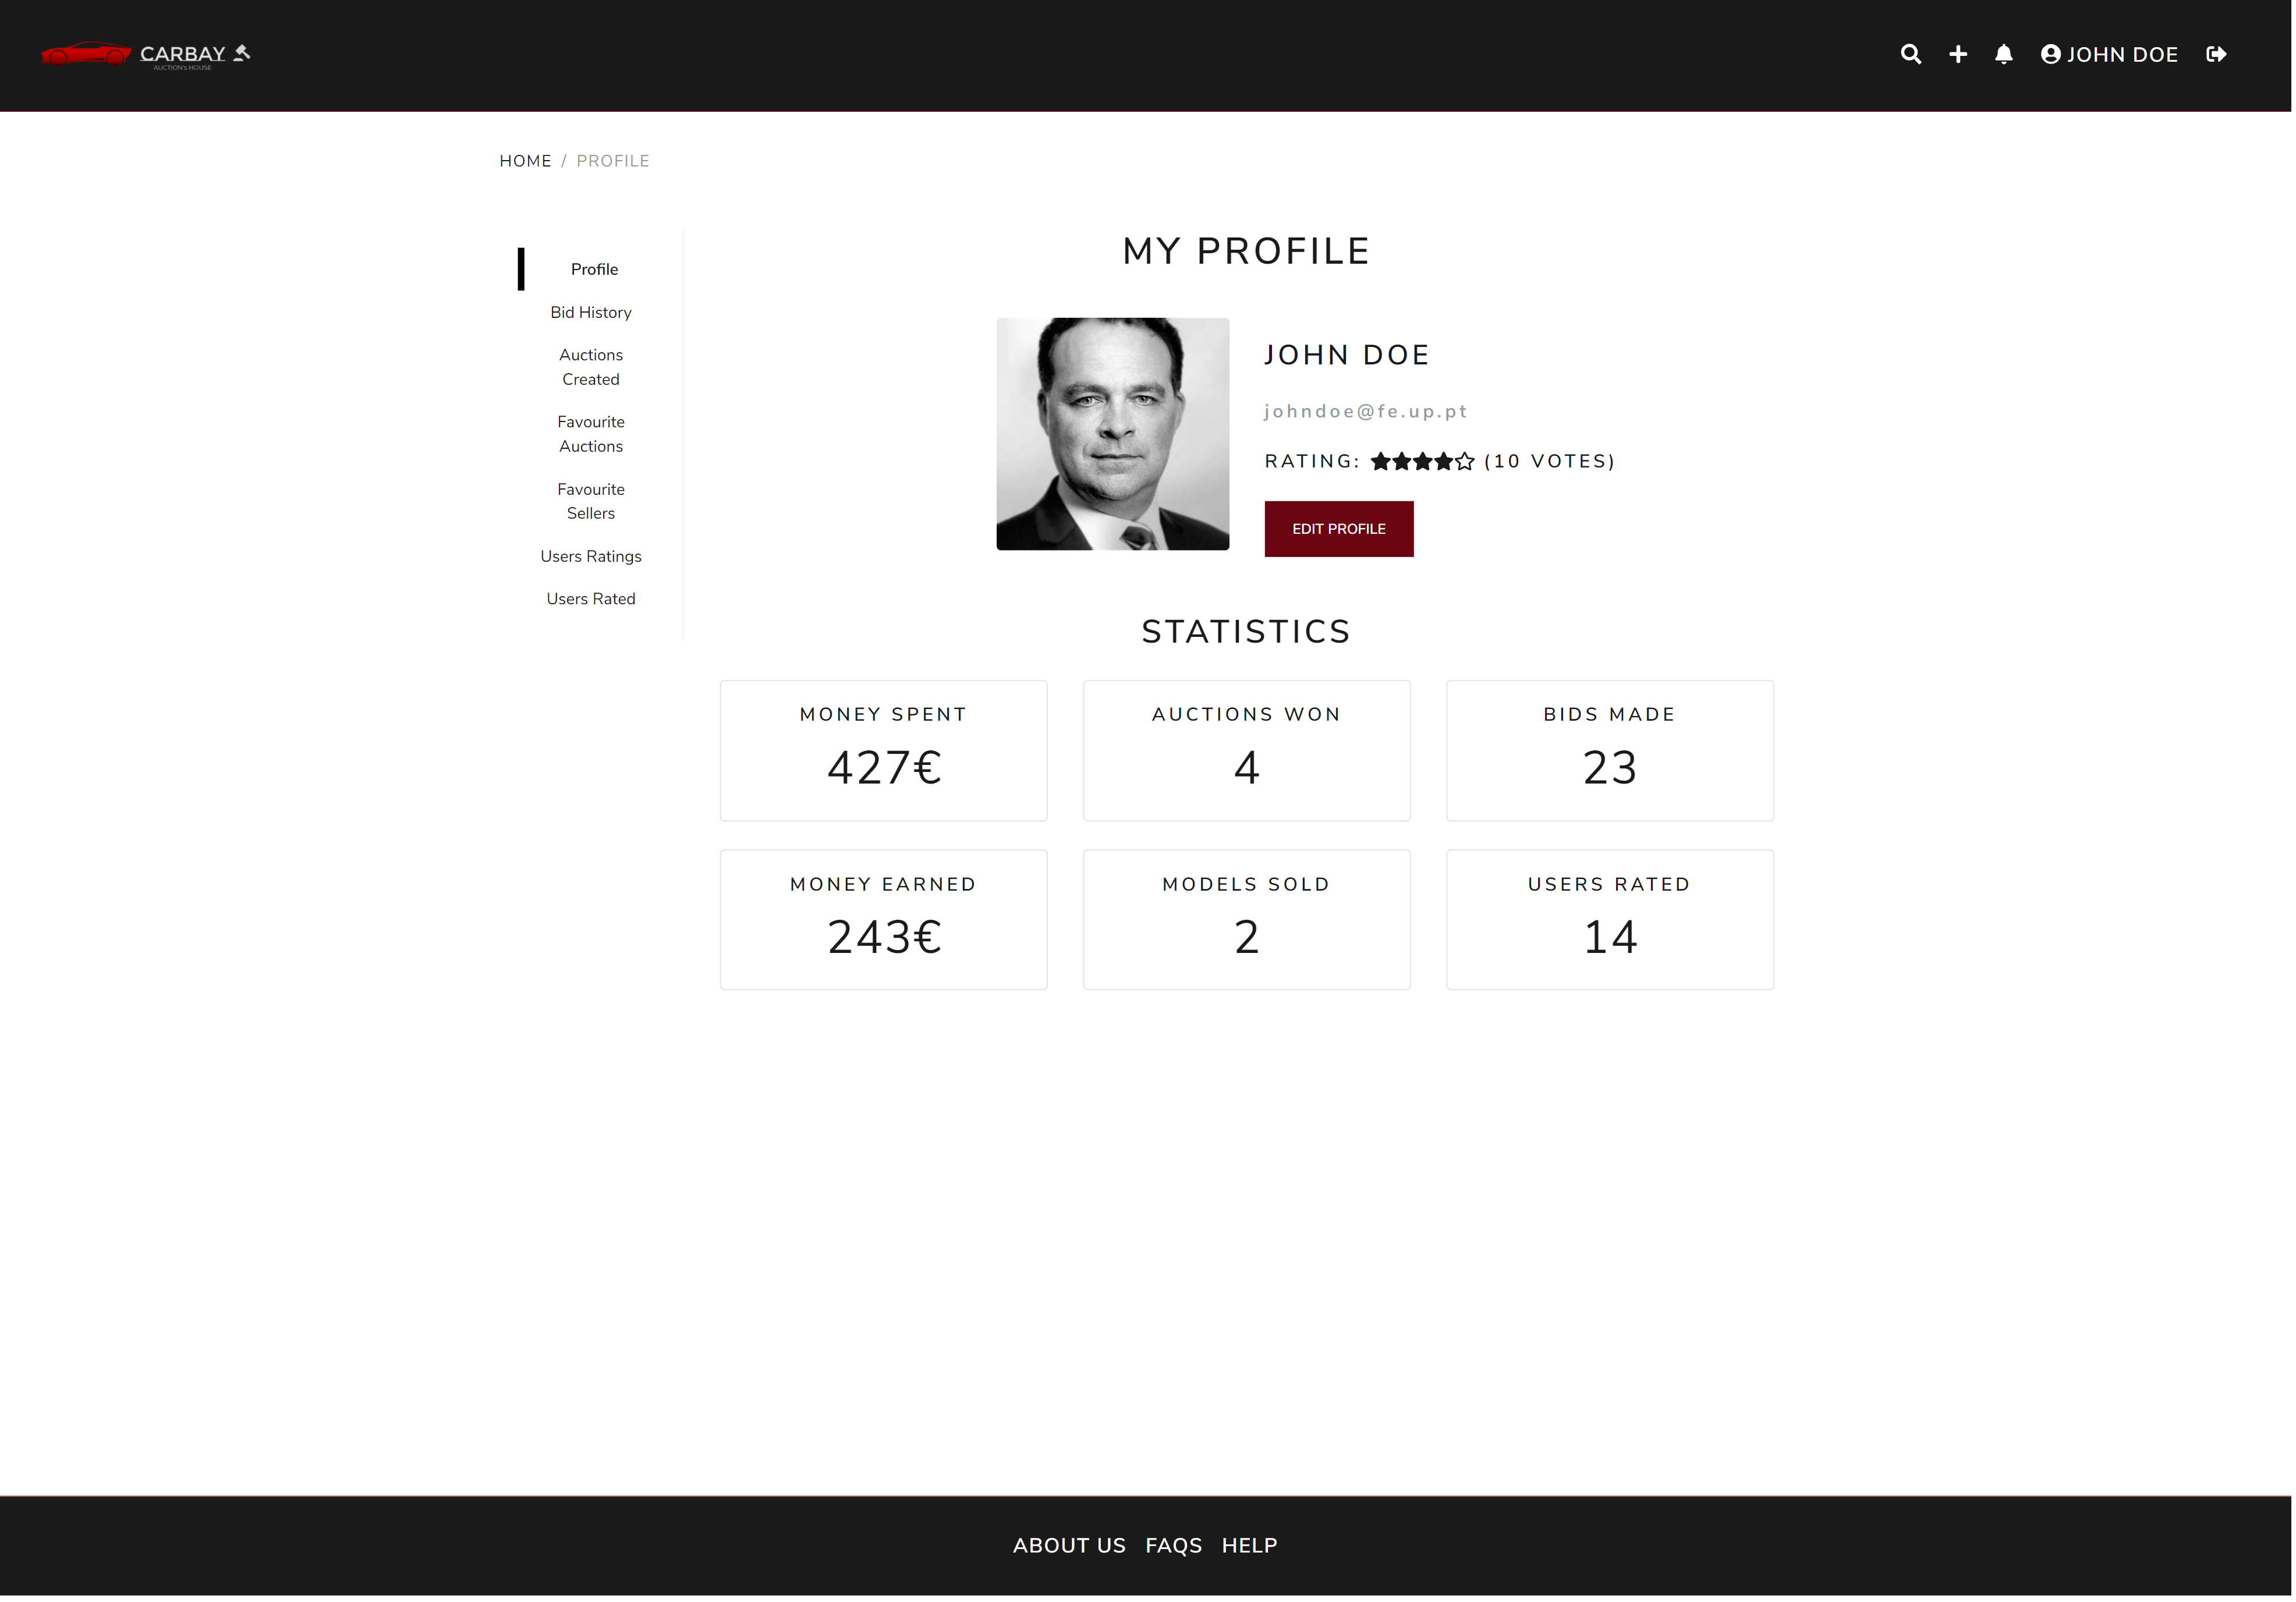 CARBAY
AUCTION's HOUSE
JOHN DOE
HOME / PROFILE
Profile
Bid History
Auctions
Created
Favourite
Auctions
Favourite
Sellers
Users Ratings
Users Rated
MY PROFILE
JOHN DOE
johndoe@fe.up.pt
RATING: ★★★★☆ (10 VOTES)
EDIT PROFILE
STATISTICS
MONEY SPENT
427€
AUCTIONS WON
4
BIDS MADE
23
MONEY EARNED
243€
MODELS SOLD
2
USERS RATED
14
ABOUT US FAQS HELP